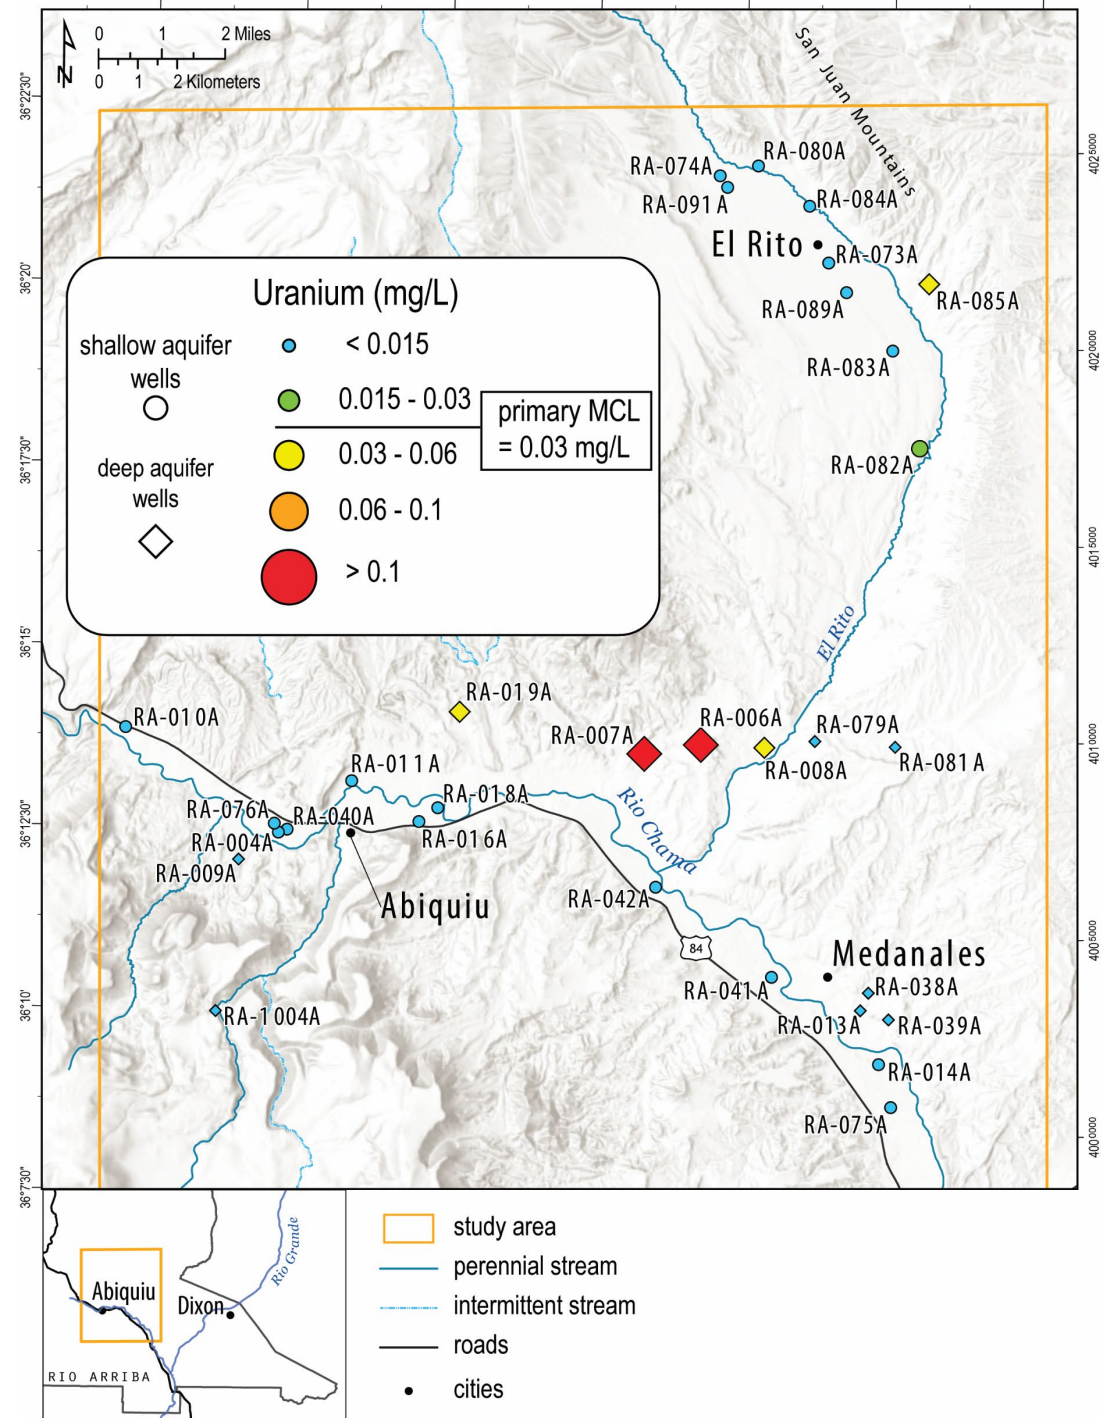 0 1 2 Miles
0 1 2 Kilometers
N
San Juan Mountains
36°22'30"
36°20'
36°17'30"
36°15'
36°12'30"
36°10'
36°7'30"
4025000
4020000
4015000
4010000
4005000
4000000
RA-080A
RA-074A
RA-091A
RA-084A
El Rito
RA-073A
RA-085A
RA-089A
RA-083A
RA-082A
Uranium (mg/L)
shallow aquifer
wells
deep aquifer
wells
< 0.015
0.015 - 0.03
0.03 - 0.06
0.06 - 0.1
> 0.1
primary MCL
= 0.03 mg/L
El Rito
RA-019A
RA-010A
RA-007A
RA-006A
RA-079A
RA-008A
RA-081A
RA-011A
RA-018A
RA-076A
RA-040A
RA-004A
RA-016A
RA-009A
Rio Chama
Abiquiu
RA-042A
84
Medanales
RA-041A
RA-038A
RA-013A
RA-039A
RA-1004A
RA-014A
RA-075A
Rio Grande
Abiquiu
Dixon
RIO ARRIBA
study area
perennial stream
intermittent stream
roads
cities